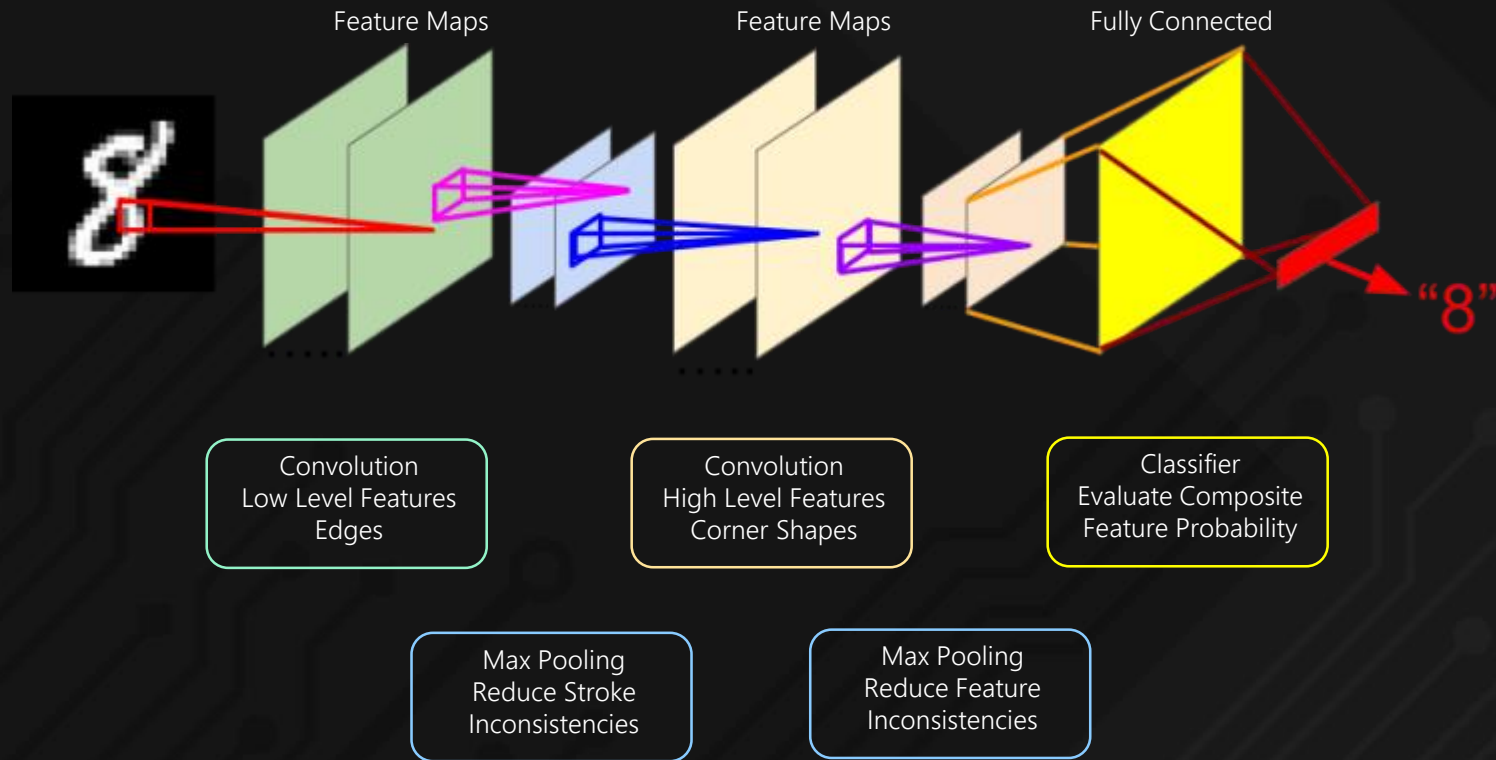 Feature Maps
Feature Maps
Fully Connected
“8”
Convolution
Low Level Features
Edges
Convolution
High Level Features
Corner Shapes
Classifier
Evaluate Composite
Feature Probability
Max Pooling
Reduce Stroke
Inconsistencies
Max Pooling
Reduce Feature
Inconsistencies